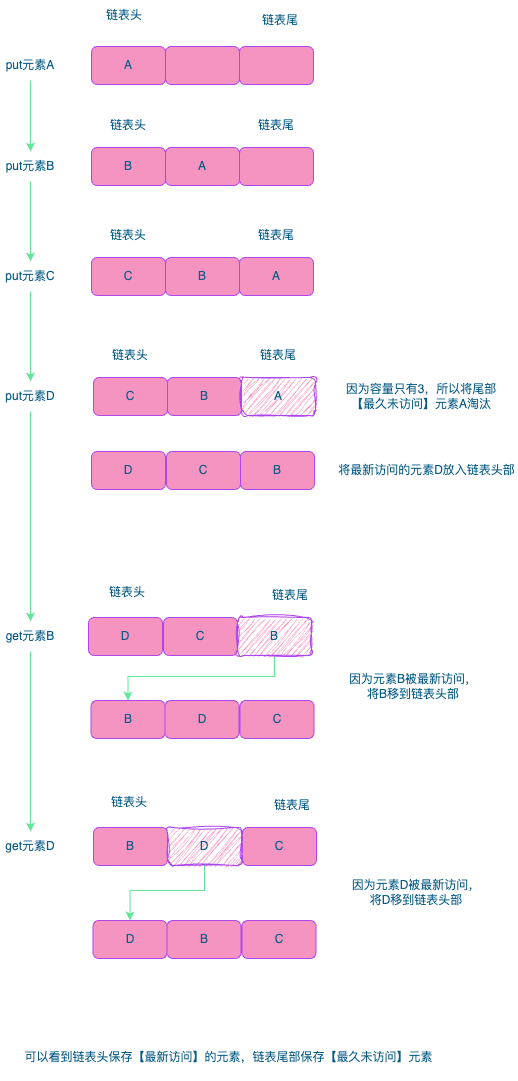 链表头 链表尾
put元素A A
链表头 链表尾
put元素B B A
链表头 链表尾
put元素C C B A
链表头 链表尾
put元素D C B A
因为容量只有3，所以将尾部
【最久未访问】元素A淘汰
D C B 将最新访问的元素D放入链表头部
链表头 链表尾
get元素B D C B
因为元素B被最新访问，
将B移到链表头部
B D C
链表头 链表尾
get元素D B D C
因为元素D被最新访问，
将D移到链表头部
D B C
可以看到链表头保存【最新访问】的元素，链表尾部保存【最久未访问】元素